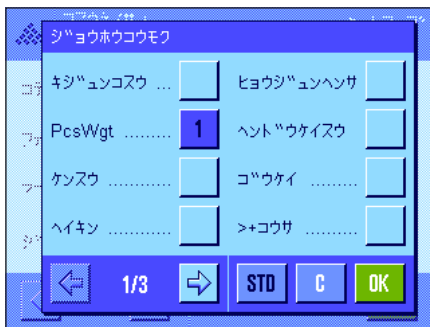 ジョウホウコウモク
キジュンコスウ ...
ヒョウジュンヘンサ
PcsWgt ......... 1
ヘンドウケイスウ
ケンスウ ............
ゴウケイ .........
ヘイキン ............
>+コウサ .........
1/3 STD C OK